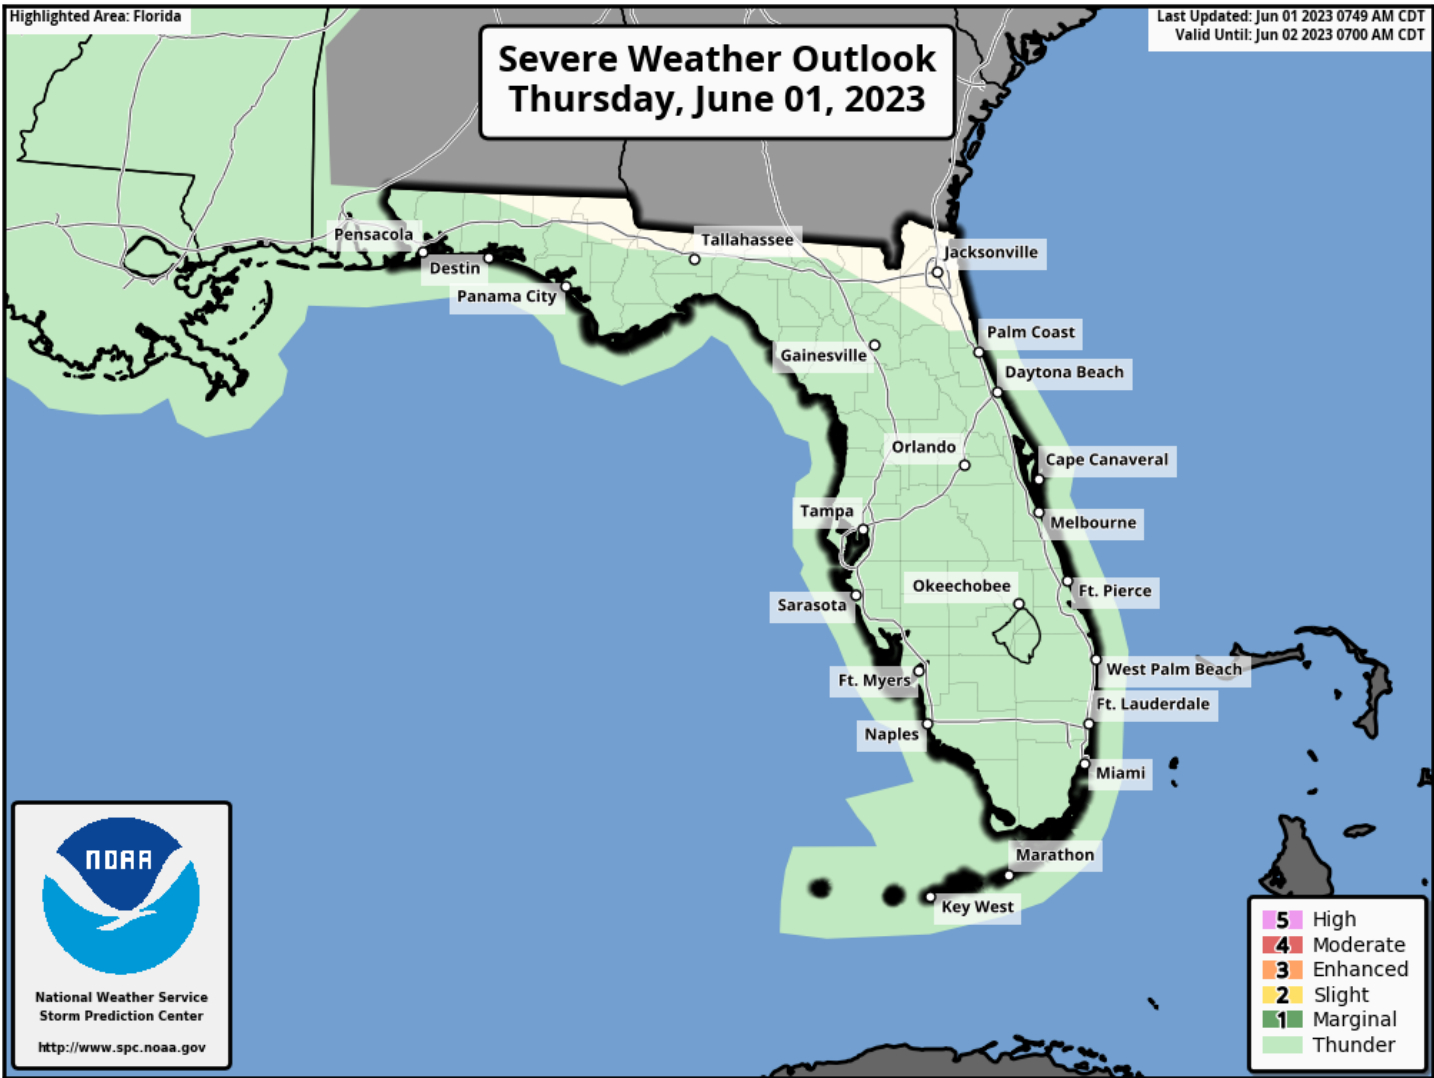 Highlighted Area: Florida
Last Updated: Jun 01 2023 0749 AM CDT
Valid Until: Jun 02 2023 0700 AM CDT
Severe Weather Outlook
Thursday, June 01, 2023
Pensacola
Tallahassee
Jacksonville
Destin
Panama City
Palm Coast
Gainesville
Daytona Beach
Orlando
Cape Canaveral
Tampa
Melbourne
Okeechobee
Ft. Pierce
Sarasota
West Palm Beach
Ft. Myers
Ft. Lauderdale
Naples
Miami
Marathon
Key West
NOAA
National Weather Service
Storm Prediction Center
http://www.spc.noaa.gov
5 High
4 Moderate
3 Enhanced
2 Slight
1 Marginal
Thunder